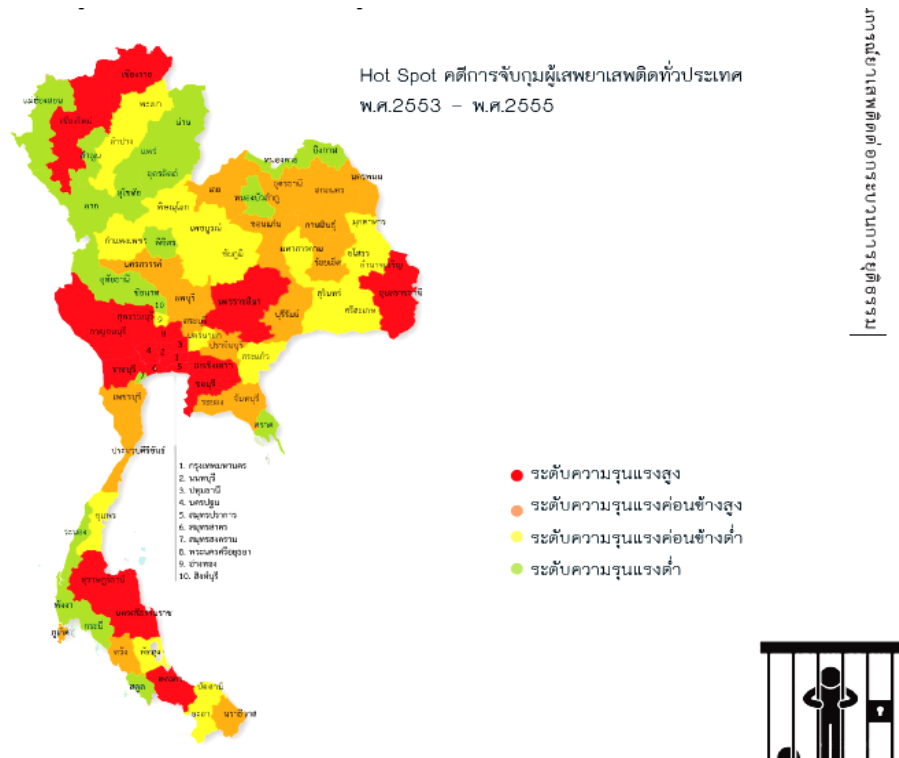 Hot Spot คดีการจับกุมผู้เสพยาเสพติดทั่วประเทศ
พ.ศ.2553 – พ.ศ.2555
เชียงราย
แม่ฮ่องสอน
พะเยา
เชียงใหม่
น่าน
ลำปาง
แพร่
ลำพูน
อุตรดิตถ์
สุโขทัย
ตาก
พิษณุโลก
เลย
หนองคาย
บึงกาฬ
อุดรธานี
หนองบัวลำภู
สกลนคร
นครพนม
เพชรบูรณ์
ขอนแก่น
กาฬสินธุ์
มุกดาหาร
กำแพงเพชร
พิจิตร
ชัยภูมิ
มหาสารคาม
ร้อยเอ็ด
ยโสธร
อำนาจเจริญ
นครสวรรค์
อุทัยธานี
ชัยนาท
10
ลพบุรี
นครราชสีมา
สุรินทร์
บุรีรัมย์
ศรีสะเกษ
อุบลราชธานี
สุพรรณบุรี
9
สระบุรี
กาญจนบุรี
8
นครนายก
3
ปราจีนบุรี
4
2
1
สระแก้ว
ราชบุรี
6
5
ฉะเชิงเทรา
ชลบุรี
เพชรบุรี
ระยอง
จันทบุรี
ตราด
ประจวบคีรีขันธ์
1. กรุงเทพมหานคร
2. นนทบุรี
3. ปทุมธานี
4. นครปฐม
5. สมุทรปราการ
6. สมุทรสาคร
7. สมุทรสงคราม
8. พระนครศรีอยุธยา
9. อ่างทอง
10. สิงห์บุรี
ชุมพร
ระนอง
สุราษฎร์ธานี
พังงา
นครศรีธรรมราช
กระบี่
ภูเก็ต
ตรัง
พัทลุง
สตูล
สงขลา
ปัตตานี
ยะลา
นราธิวาส
ระดับความรุนแรงสูง
ระดับความรุนแรงค่อนข้างสูง
ระดับความรุนแรงค่อนข้างต่ำ
ระดับความรุนแรงต่ำ